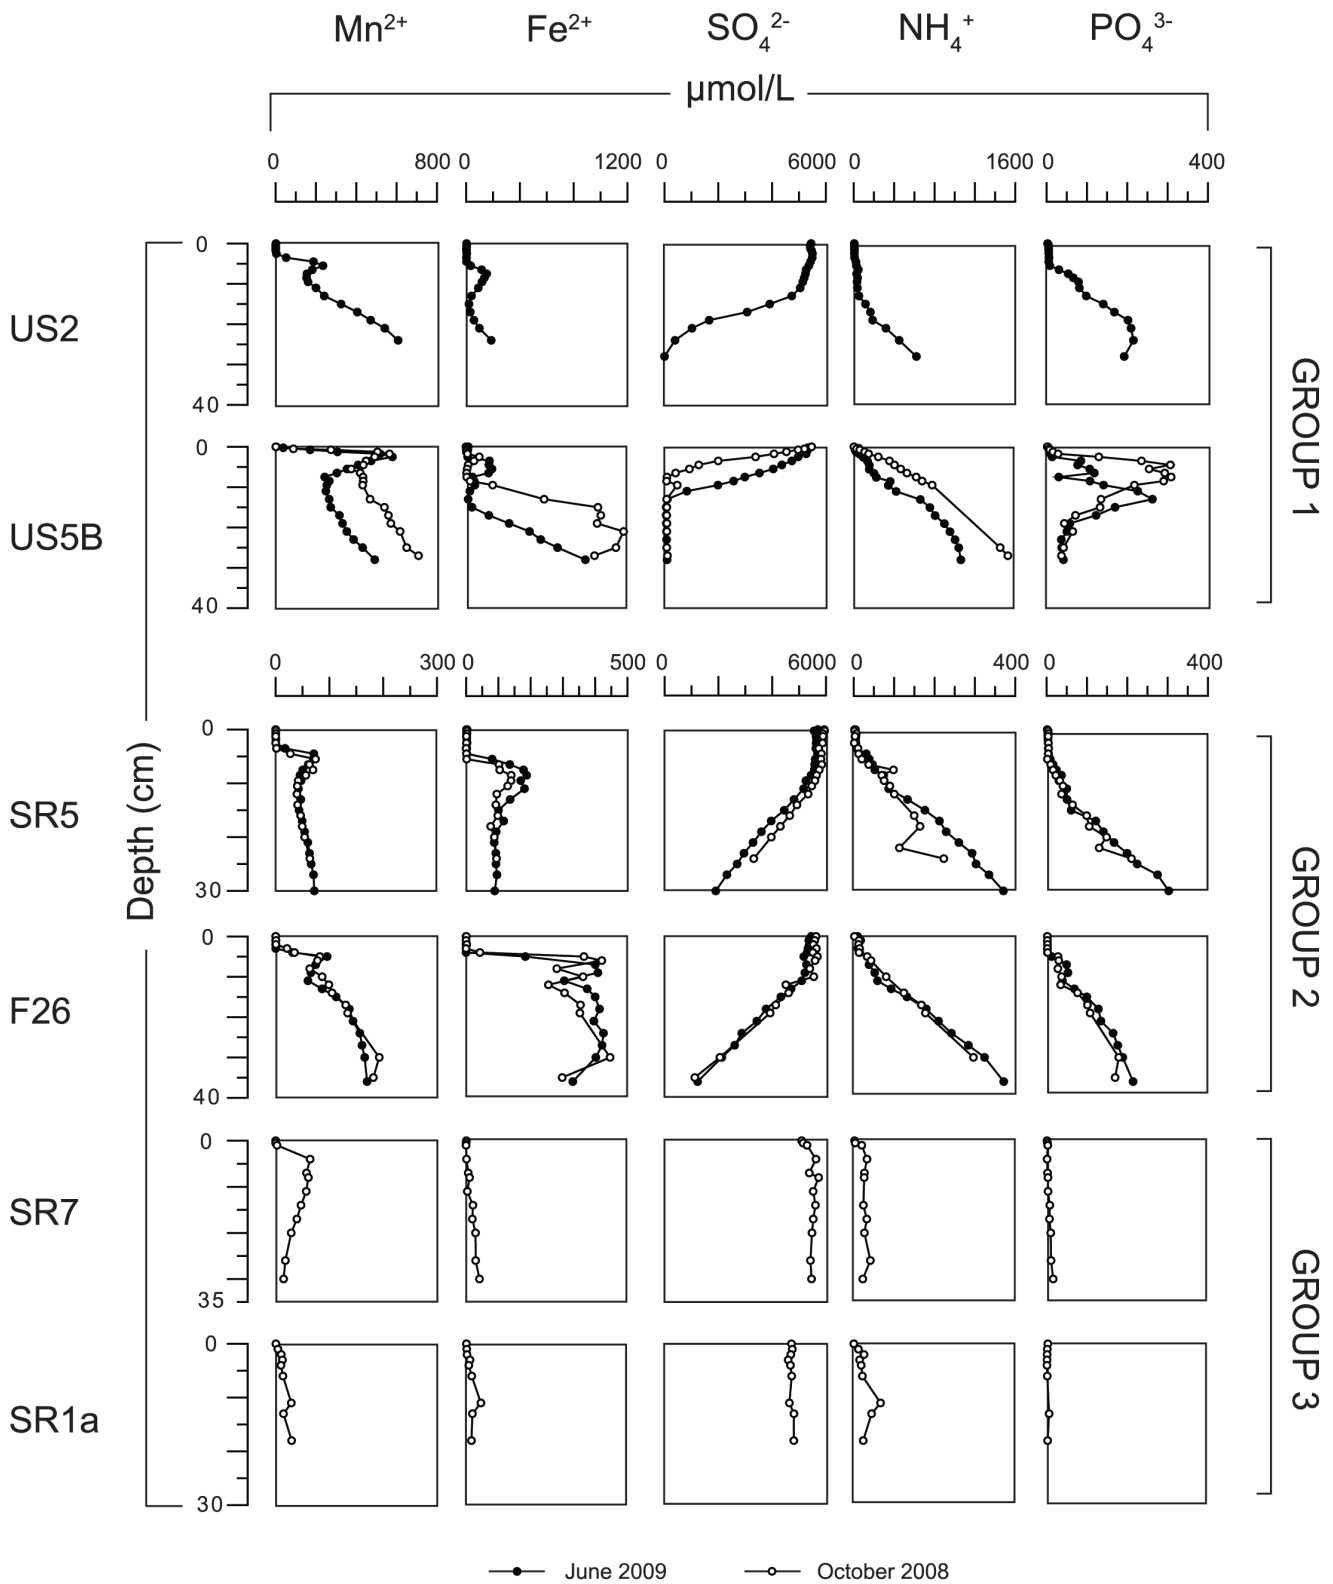 Mn²⁺ Fe²⁺ SO₄²⁻ NH₄⁺ PO₄³⁻
µmol/L
0 800 0 1200 0 6000 0 1600 0 400
US2 0 40
US5B 0 40
GROUP 1
0 300 0 500 0 6000 0 400 0 400
Depth (cm)
SR5 0 30
F26 0 40
GROUP 2
SR7 0 35
SR1a 0 30
GROUP 3
June 2009 October 2008